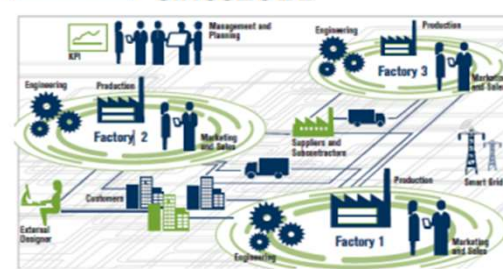 KPI
Management and
Planning
Engineering
Production
Factory 3
Marketing
and Sales
Engineering
Production
Factory 2
Marketing
and Sales
Suppliers and
Subcontractors
Smart Grid
Customers
External
Designer
Production
Factory 1
Marketing
and Sales
Engineering